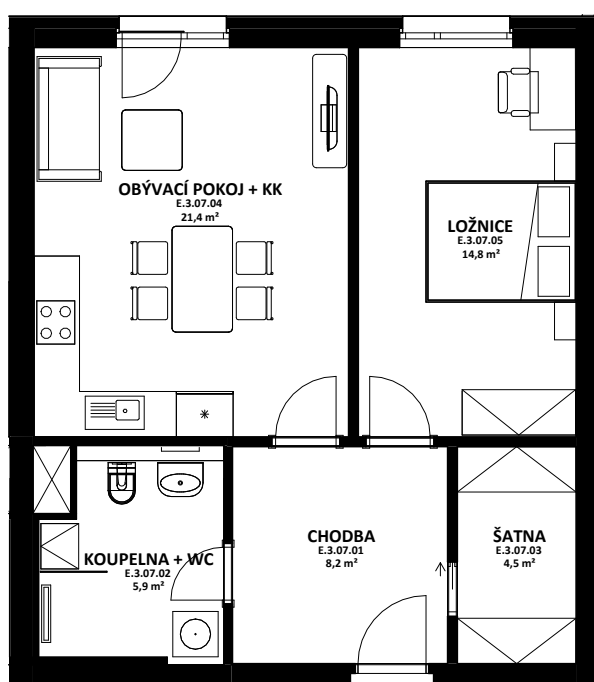 OBÝVACÍ POKOJ + KK
E.3.07.04
21,4 m²
LOŽNICE
E.3.07.05
14,8 m²
KOUPELNA + WC
E.3.07.02
5,9 m²
CHODBA
E.3.07.01
8,2 m²
ŠATNA
E.3.07.03
4,5 m²